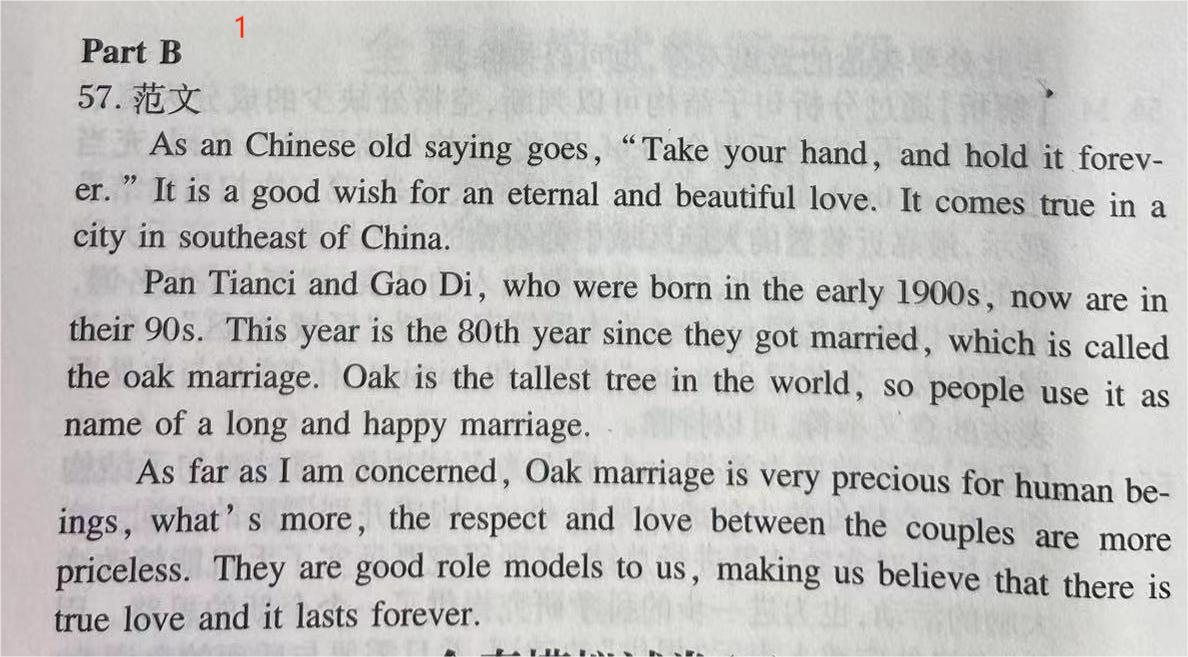 1
Part B
57. 范文
As an Chinese old saying goes, “Take your hand, and hold it forev-
er. ” It is a good wish for an eternal and beautiful love. It comes true in a
city in southeast of China.
Pan Tianci and Gao Di, who were born in the early 1900s, now are in
their 90s. This year is the 80th year since they got married, which is called
the oak marriage. Oak is the tallest tree in the world, so people use it as
name of a long and happy marriage.
As far as I am concerned, Oak marriage is very precious for human be-
ings, what’s more, the respect and love between the couples are more
priceless. They are good role models to us, making us believe that there is
true love and it lasts forever.